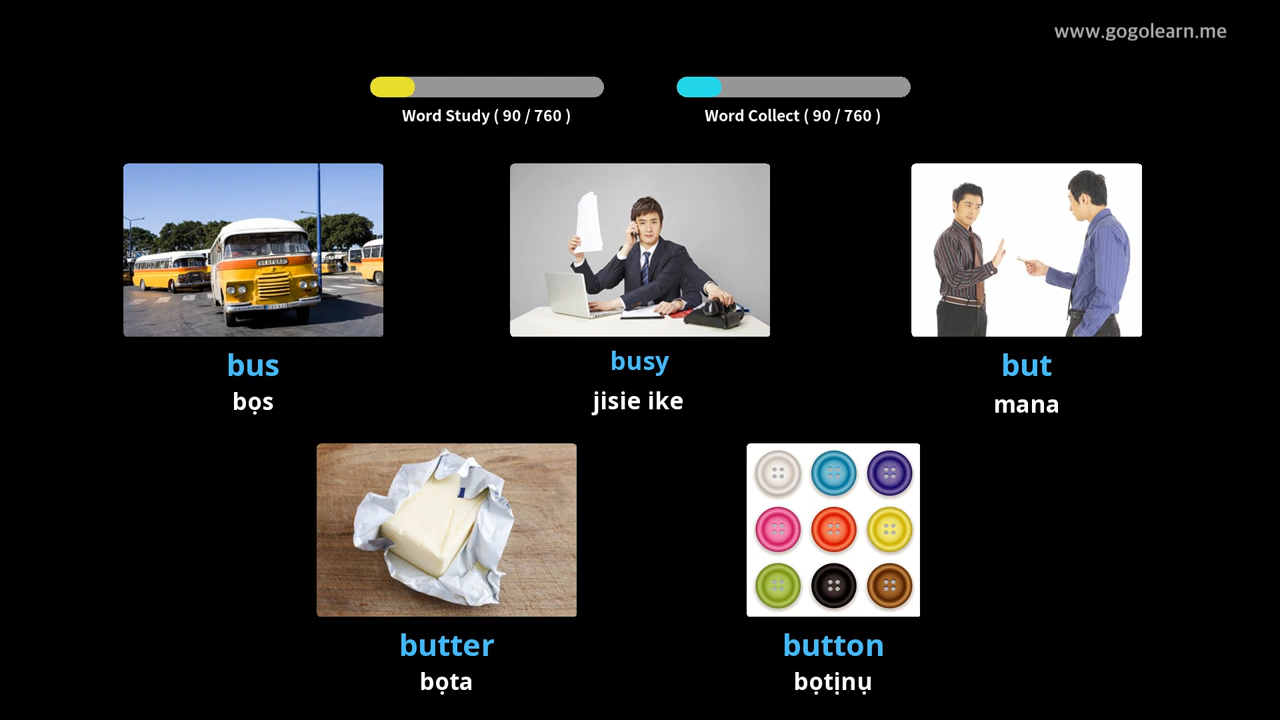 www.gogolearn.me
Word Study ( 90 / 760 )
Word Collect ( 90 / 760 )
bus
bọs
busy
jisie ike
but
mana
butter
bọta
button
bọtịnụ